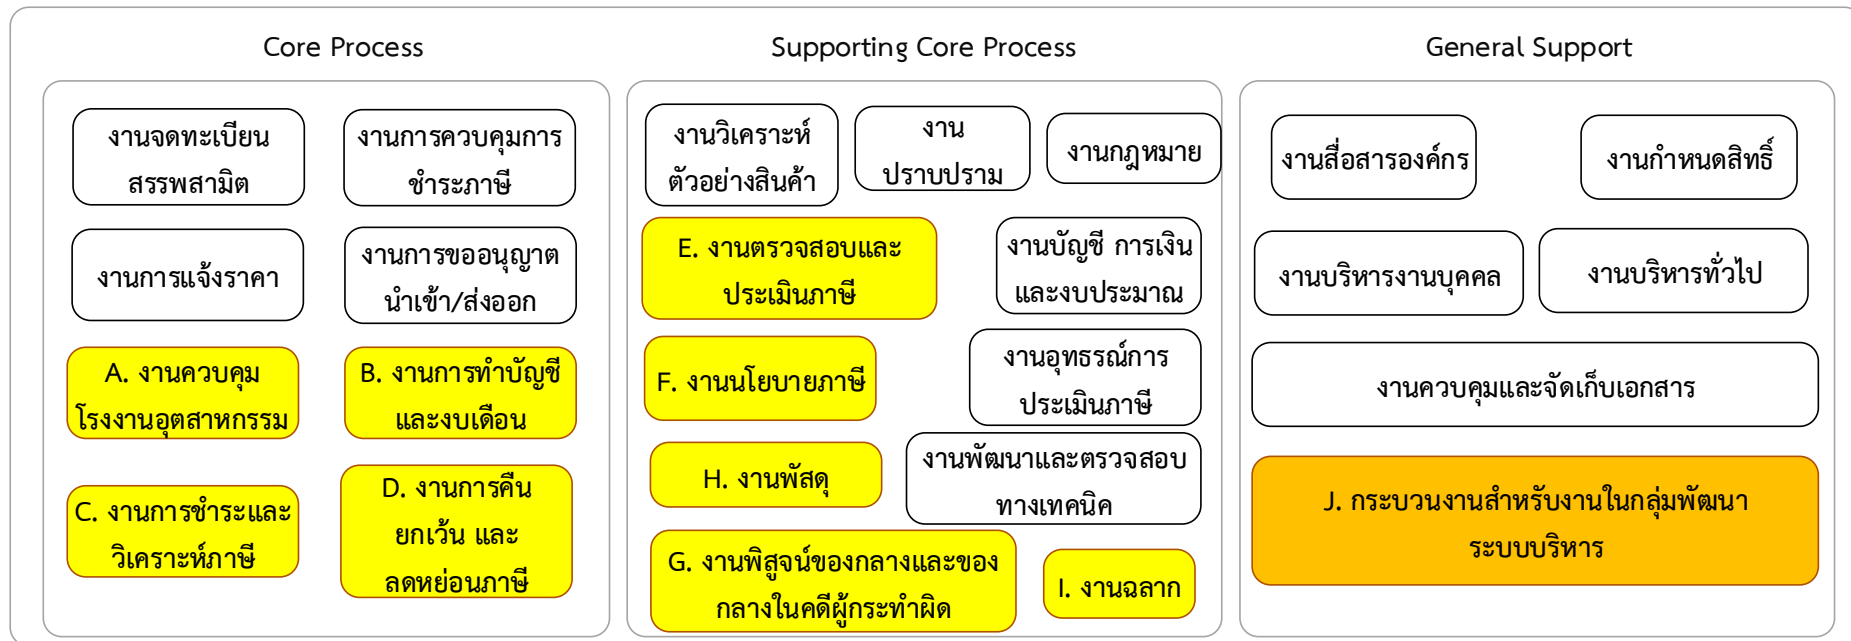 Core Process
Supporting Core Process
General Support
งานจดทะเบียน
สรรพสามิต
งานการควบคุมการ
ชำระภาษี
งานการแจ้งราคา
งานการขออนุญาต
นำเข้า/ส่งออก
A. งานควบคุม
โรงงานอุตสาหกรรม
B. งานการทำบัญชี
และงบเดือน
C. งานการชำระและ
วิเคราะห์ภาษี
D. งานการคืน
ยกเว้น และ
ลดหย่อนภาษี
งานวิเคราะห์
ตัวอย่างสินค้า
งาน
ปราบปราม
งานกฎหมาย
E. งานตรวจสอบและ
ประเมินภาษี
งานบัญชี การเงิน
และงบประมาณ
F. งานนโยบายภาษี
งานอุทธรณ์การ
ประเมินภาษี
H. งานพัสดุ
งานพัฒนาและตรวจสอบ
ทางเทคนิค
G. งานพิสูจน์ของกลางและของ
กลางในคดีผู้กระทำผิด
I. งานฉลาก
งานสื่อสารองค์กร
งานกำหนดสิทธิ์
งานบริหารงานบุคคล
งานบริหารทั่วไป
งานควบคุมและจัดเก็บเอกสาร
J. กระบวนงานสำหรับงานในกลุ่มพัฒนา
ระบบบริหาร